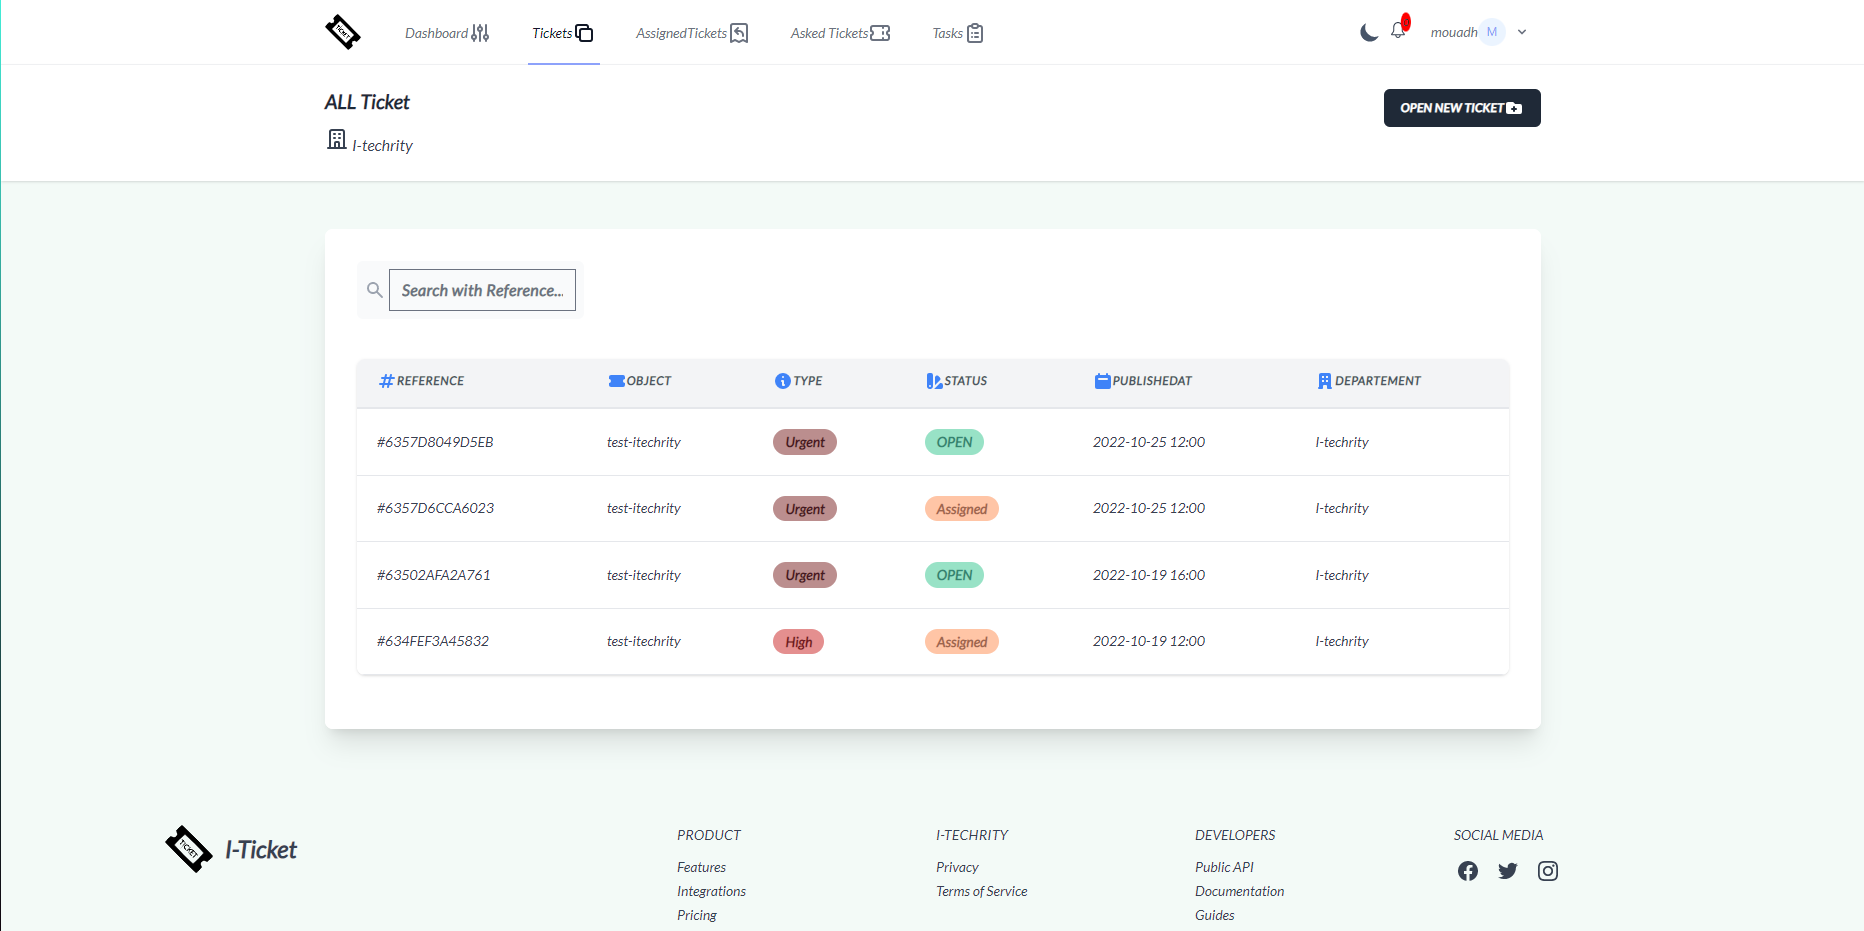 TICKET
Dashboard Tickets AssignedTickets Asked Tickets Tasks mouadh M
ALL Ticket
OPEN NEW TICKET
I-techrity
Search with Reference...
REFERENCE OBJECT TYPE STATUS PUBLISHEDAT DEPARTEMENT
#6357D8049D5EB test-itechrity Urgent OPEN 2022-10-25 12:00 I-techrity
#6357D6CCA6023 test-itechrity Urgent Assigned 2022-10-25 12:00 I-techrity
#63502AFA2A761 test-itechrity Urgent OPEN 2022-10-19 16:00 I-techrity
#634FEF3A45832 test-itechrity High Assigned 2022-10-19 12:00 I-techrity
TICKET
I-Ticket
PRODUCT
Features
Integrations
Pricing
I-TECHRITY
Privacy
Terms of Service
DEVELOPERS
Public API
Documentation
Guides
SOCIAL MEDIA